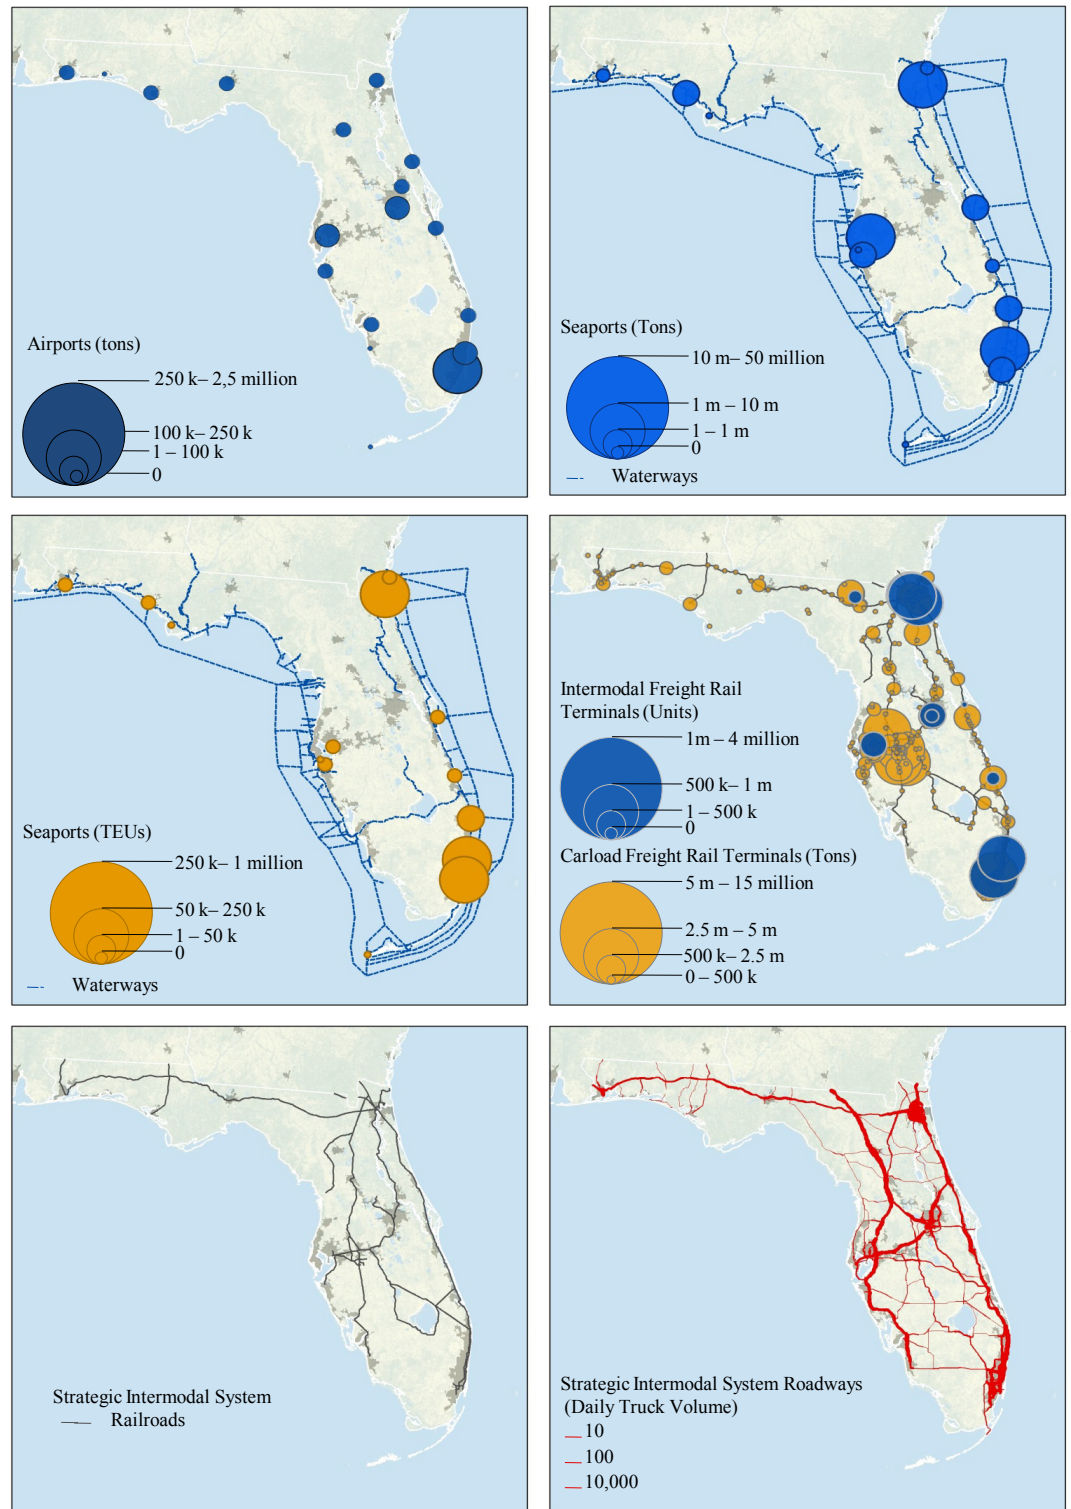 Airports (tons)
250 k– 2,5 million
100 k– 250 k
1 – 100 k
0
Seaports (Tons)
10 m– 50 million
1 m – 10 m
1 – 1 m
0
Waterways
Seaports (TEUs)
250 k– 1 million
50 k– 250 k
1 – 50 k
0
Waterways
Intermodal Freight Rail
Terminals (Units)
1m – 4 million
500 k– 1 m
1 – 500 k
0
Carload Freight Rail Terminals (Tons)
5 m – 15 million
2.5 m – 5 m
500 k– 2.5 m
0 – 500 k
Strategic Intermodal System
Railroads
Strategic Intermodal System Roadways
(Daily Truck Volume)
10
100
10,000